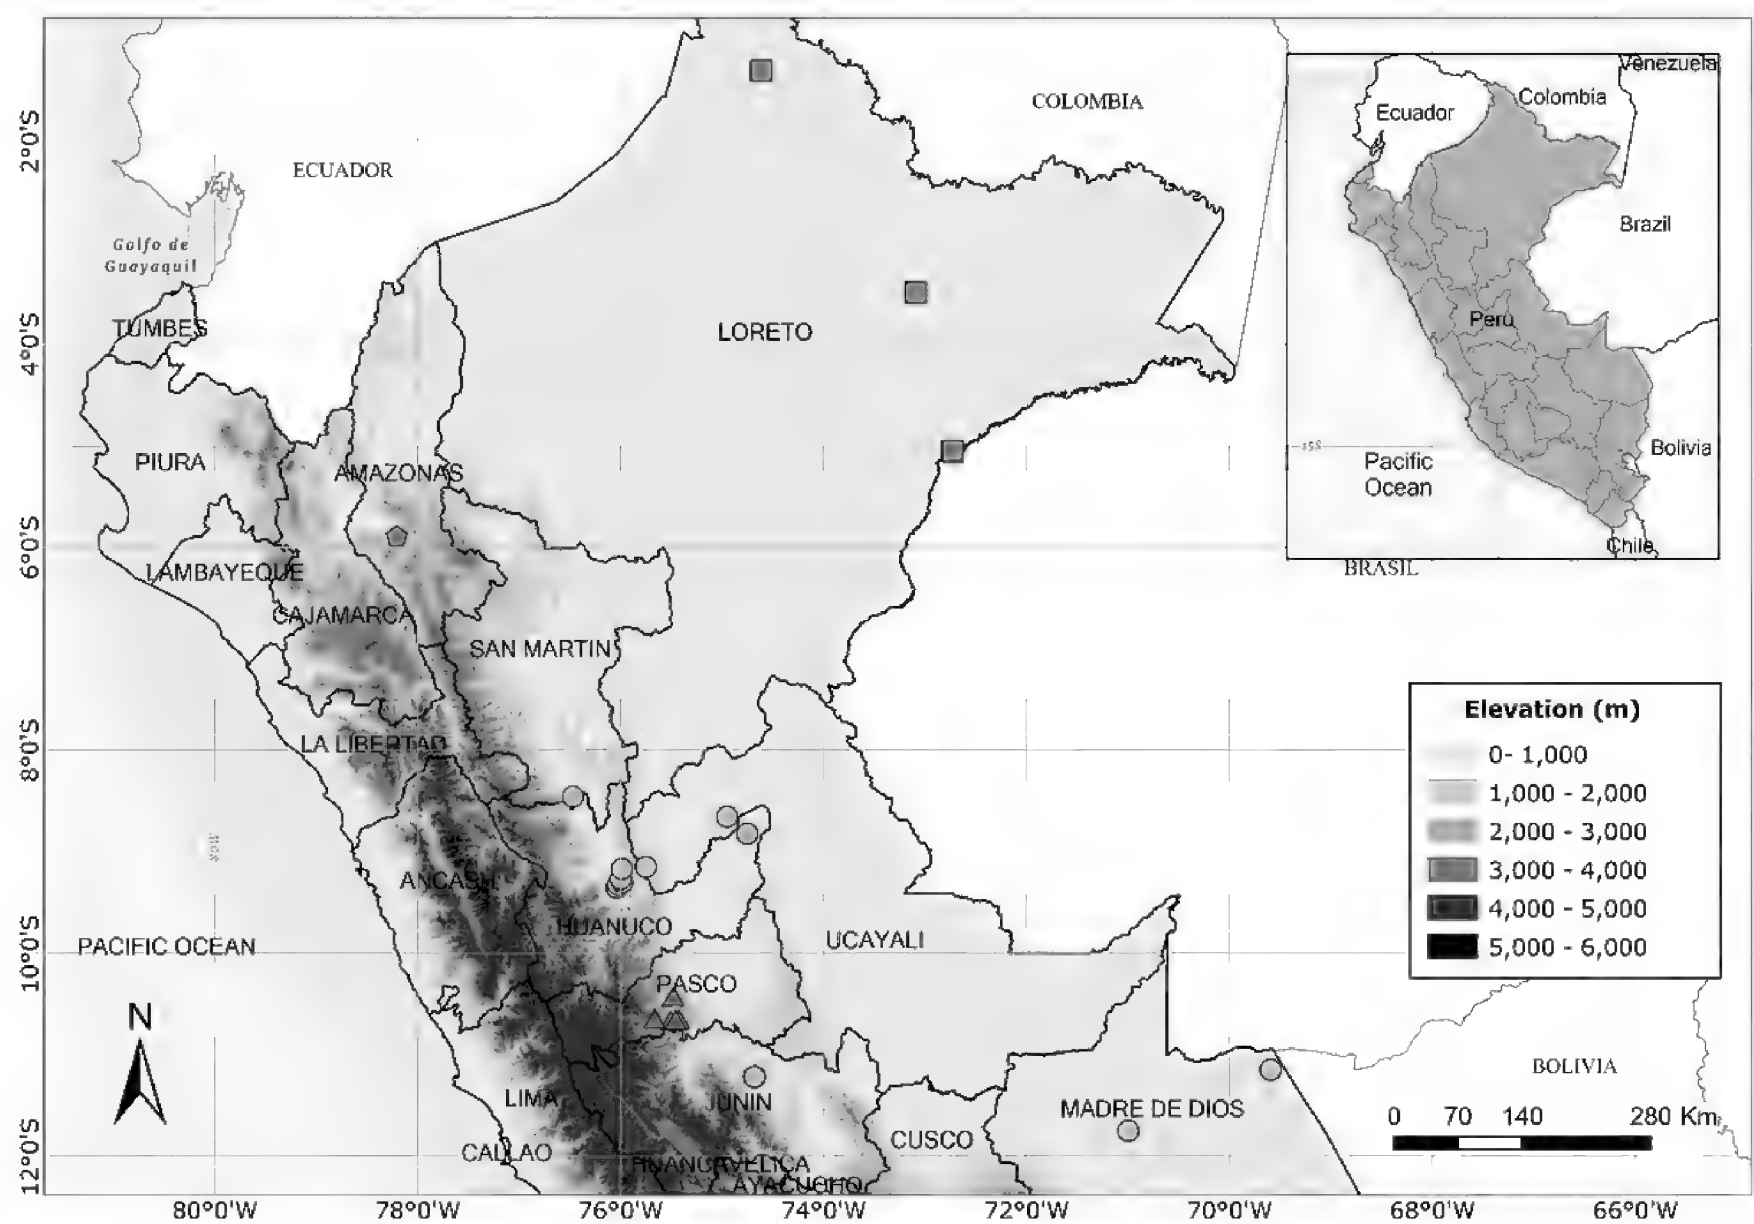 COLOMBIA
ECUADOR
Golfo de
Guayaquil
TUMBES
LORETO
PIURA
AMAZONAS
LAMBAYEQUE
CAJAMARCA
SAN MARTIN
LA LIBERTAD
ANCASH
HUANUCO
UCAYALI
PACIFIC OCEAN
PASCO
LIMA
JUNIN
MADRE DE DIOS
CUSCO
CALLAO
HUANCAVELICA
AYACUCHO
BRASIL
BOLIVIA
N
Venezuela
Colombia
Ecuador
Brazil
Perú
Pacific
Ocean
Bolivia
Chile
Elevation (m)
0- 1,000
1,000 - 2,000
2,000 - 3,000
3,000 - 4,000
4,000 - 5,000
5,000 - 6,000
0 70 140 280 Km
2°0'S
4°0'S
6°0'S
8°0'S
10°0'S
12°0'S
80°0'W 78°0'W 76°0'W 74°0'W 72°0'W 70°0'W 68°0'W 66°0'W